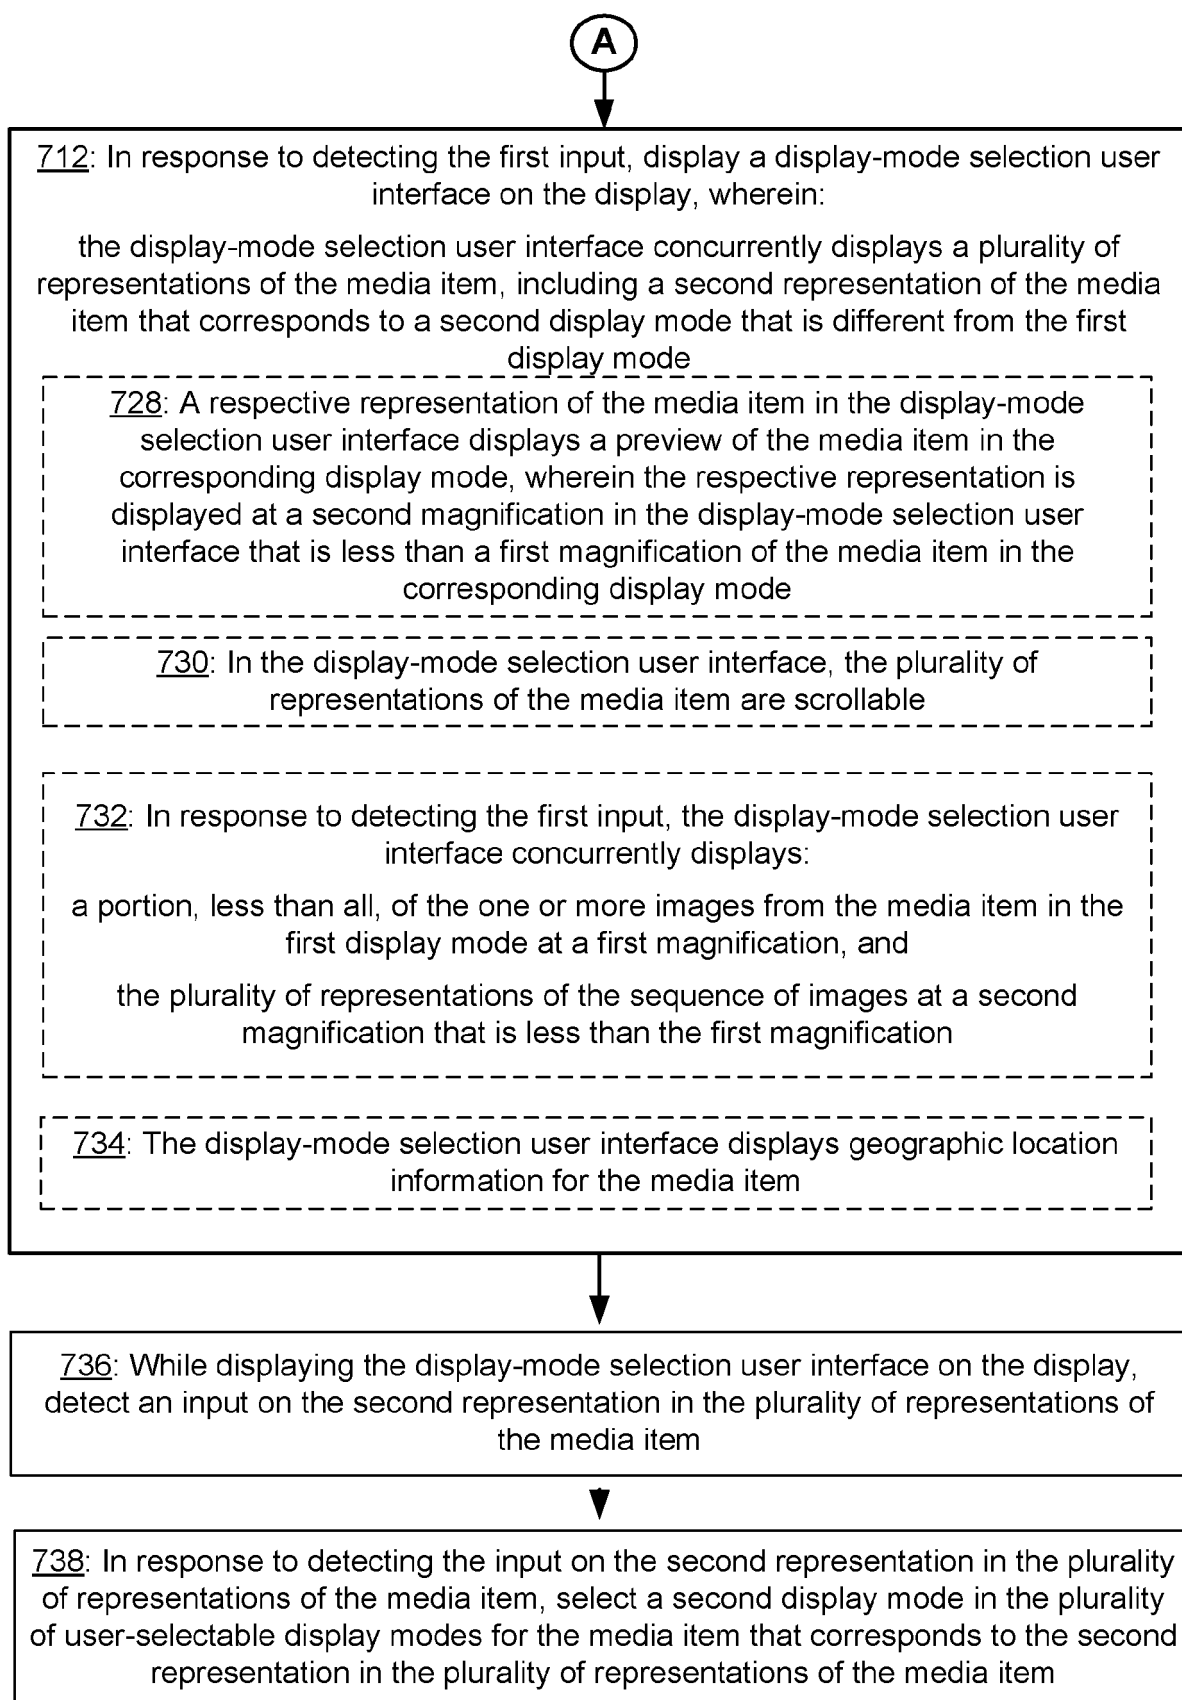 A
712: In response to detecting the first input, display a display-mode selection user
interface on the display, wherein:
the display-mode selection user interface concurrently displays a plurality of
representations of the media item, including a second representation of the media
item that corresponds to a second display mode that is different from the first
display mode
728: A respective representation of the media item in the display-mode
selection user interface displays a preview of the media item in the
corresponding display mode, wherein the respective representation is
displayed at a second magnification in the display-mode selection user
interface that is less than a first magnification of the media item in the
corresponding display mode
730: In the display-mode selection user interface, the plurality of
representations of the media item are scrollable
732: In response to detecting the first input, the display-mode selection user
interface concurrently displays:
a portion, less than all, of the one or more images from the media item in the
first display mode at a first magnification, and
the plurality of representations of the sequence of images at a second
magnification that is less than the first magnification
734: The display-mode selection user interface displays geographic location
information for the media item
736: While displaying the display-mode selection user interface on the display,
detect an input on the second representation in the plurality of representations of
the media item
738: In response to detecting the input on the second representation in the plurality
of representations of the media item, select a second display mode in the plurality
of user-selectable display modes for the media item that corresponds to the second
representation in the plurality of representations of the media item